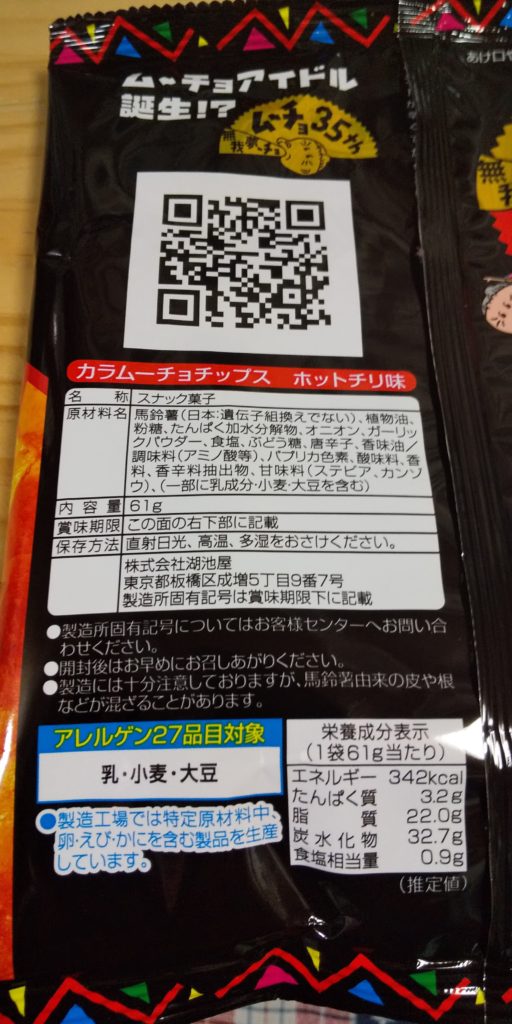 ムーチョアイドル
誕生!?
ムーチョ35th
無我夢チョ
あけ口
カラムーチョチップス ホットチリ味
名称 スナック菓子
原材料名 馬鈴薯(日本:遺伝子組換えでない)、植物油、
粉糖、たんぱく加水分解物、オニオン、ガーリッ
クパウダー、食塩、ぶどう糖、唐辛子、香味油/
調味料(アミノ酸等)、パプリカ色素、酸味料、香
料、香辛料抽出物、甘味料(ステビア、カンゾ
ウ)、(一部に乳成分・小麦・大豆を含む)
内容量 61g
賞味期限 この面の右下部に記載
保存方法 直射日光、高温、多湿をおさけください。
株式会社湖池屋
東京都板橋区成増5丁目9番7号
製造所固有記号は賞味期限下に記載
●製造所固有記号についてはお客様センターへお問い合
わせください。
●開封後はお早めにお召しあがりください。
●製造には十分注意しておりますが、馬鈴薯由来の皮や根
などが混ざることがあります。
アレルゲン27品目対象
乳・小麦・大豆
●製造工場では特定原材料中、
卵・えび・かにを含む製品を生産
しています。
栄養成分表示
(1袋61g当たり)
エネルギー 342kcal
たんぱく質 3.2g
脂質 22.0g
炭水化物 32.7g
食塩相当量 0.9g
(推定値)